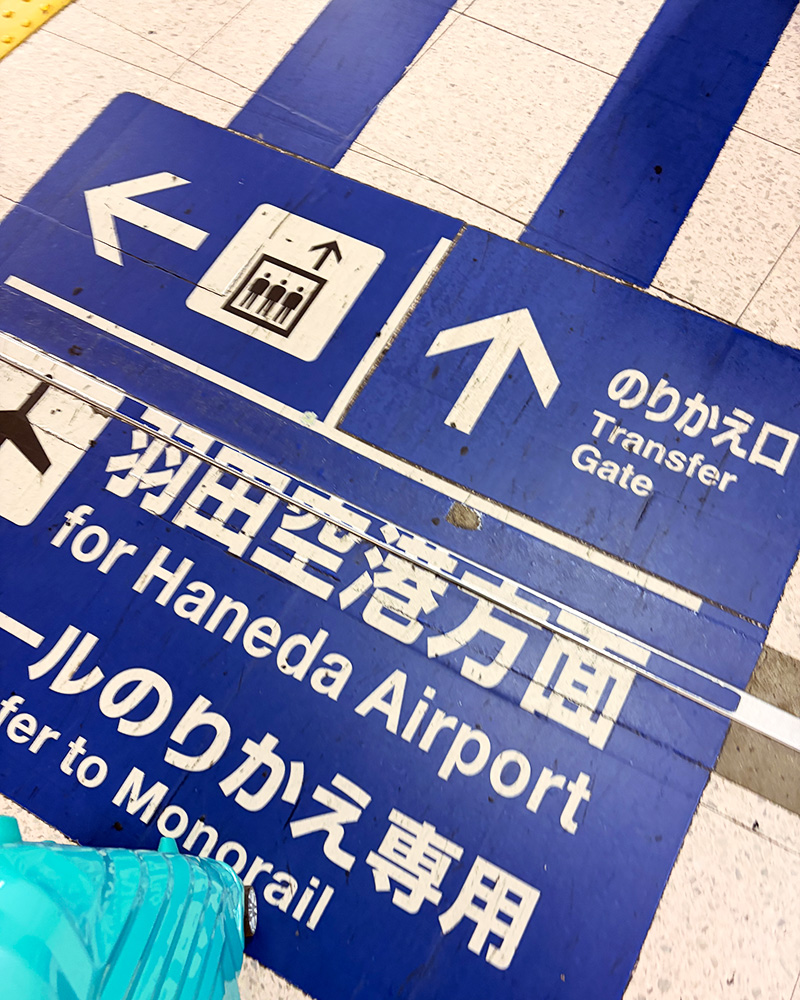 のりかえ口
Transfer
Gate
羽田空港方面
for Haneda Airport
ールのりかえ専用
fer to Monorail